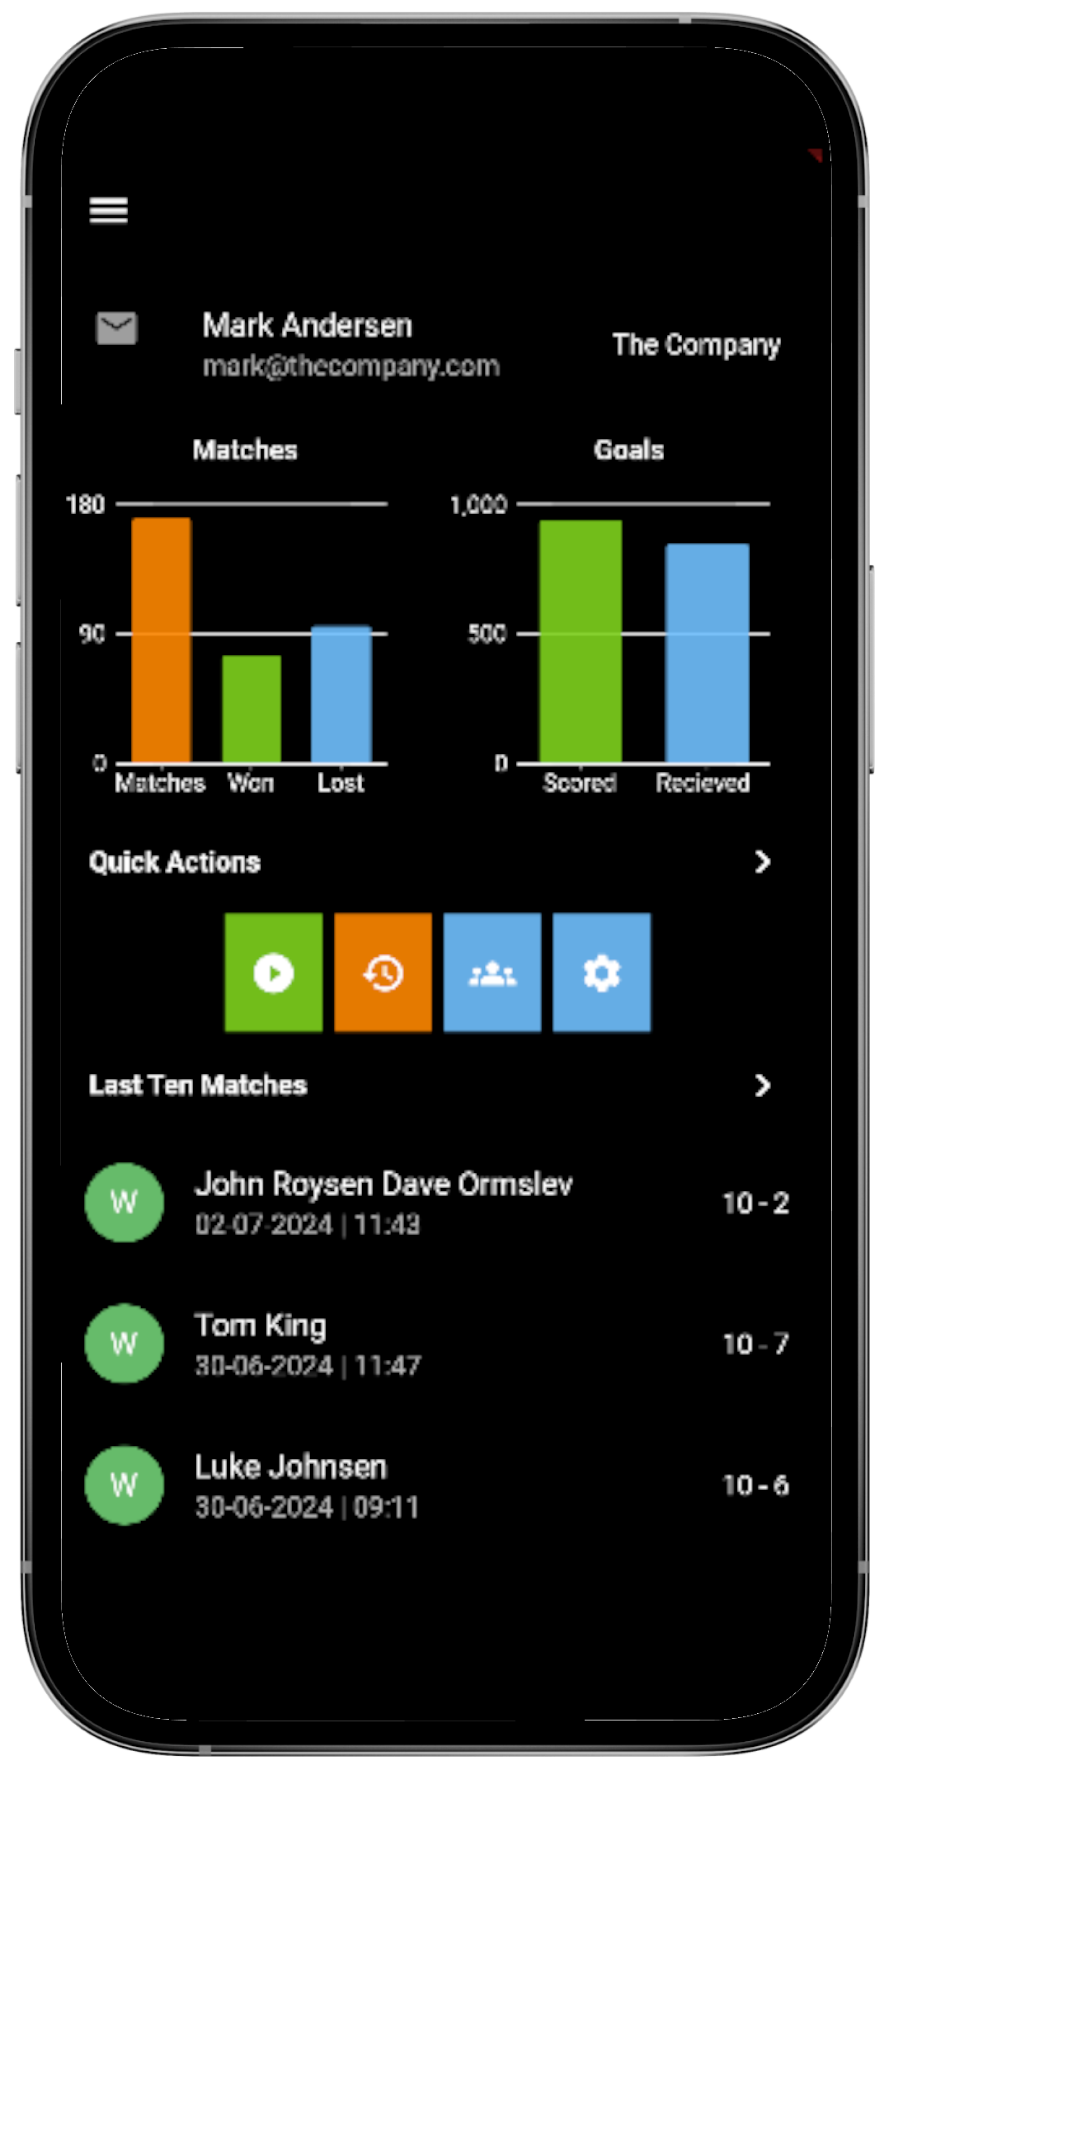 Mark Andersen
mark@thecompany.com
The Company
Matches
180
90
0
Matches Won Lost
Goals
1,000
500
0
Scored Recieved
Quick Actions
Last Ten Matches
W
John Roysen Dave Ormslev
02-07-2024 | 11:43
10 - 2
W
Tom King
30-06-2024 | 11:47
10 - 7
W
Luke Johnsen
30-06-2024 | 09:11
10 - 6